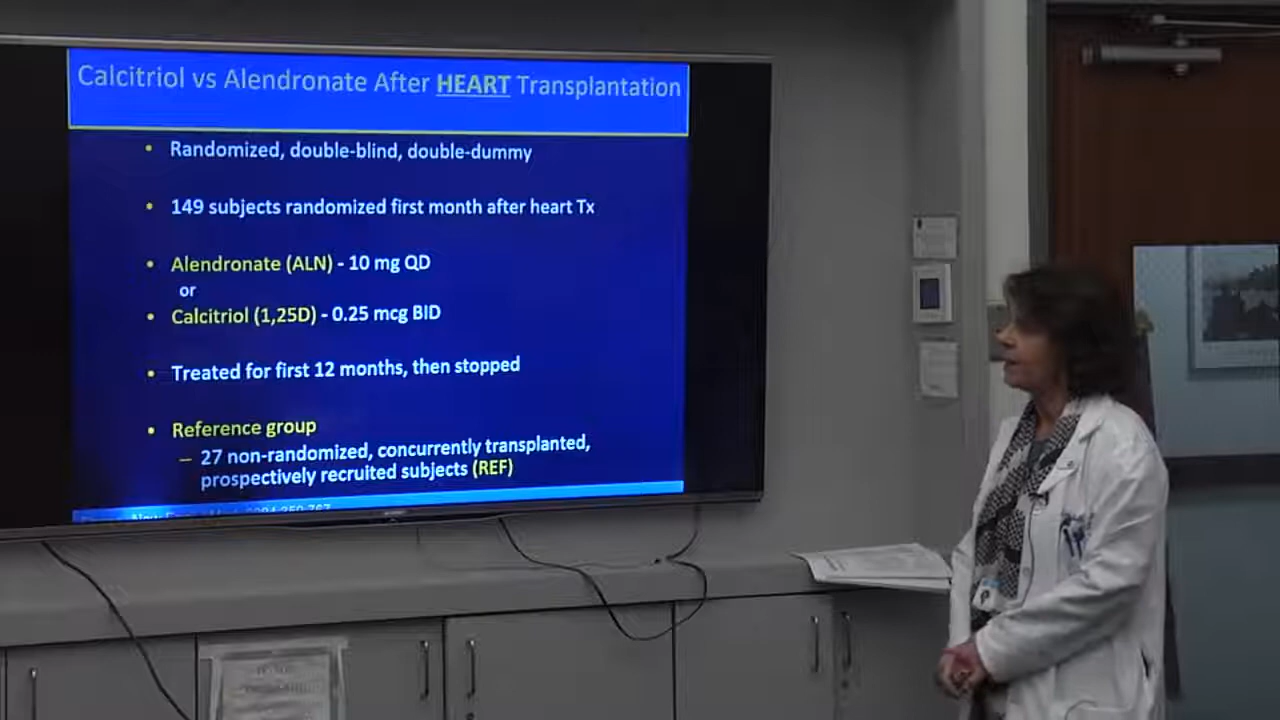 Calcitriol vs Alendronate After HEART Transplantation
• Randomized, double-blind, double-dummy
• 149 subjects randomized first month after heart Tx
• Alendronate (ALN) - 10 mg QD
or
• Calcitriol (1,25D) - 0.25 mcg BID
• Treated for first 12 months, then stopped
• Reference group
– 27 non-randomized, concurrently transplanted,
prospectively recruited subjects (REF)